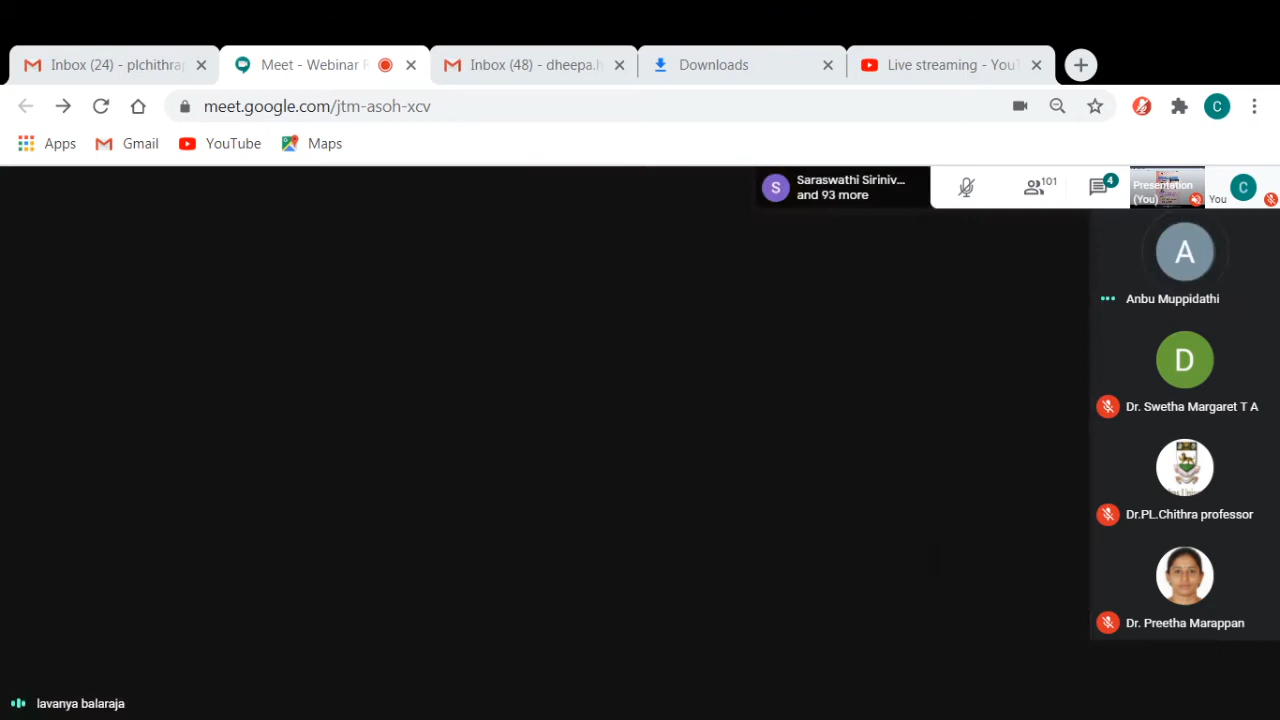 Inbox (24) - plchithrap
Meet - Webinar R
Inbox (48) - dheepa.h
Downloads
Live streaming - YouT
meet.google.com/jtm-asoh-xcv
C
Apps
Gmail
YouTube
Maps
S
Saraswathi Siriniv...
and 93 more
101
4
Presentation
(You)
You
C
A
Anbu Muppidathi
D
Dr. Swetha Margaret T A
Dr.PL.Chithra professor
Dr. Preetha Marappan
lavanya balaraja